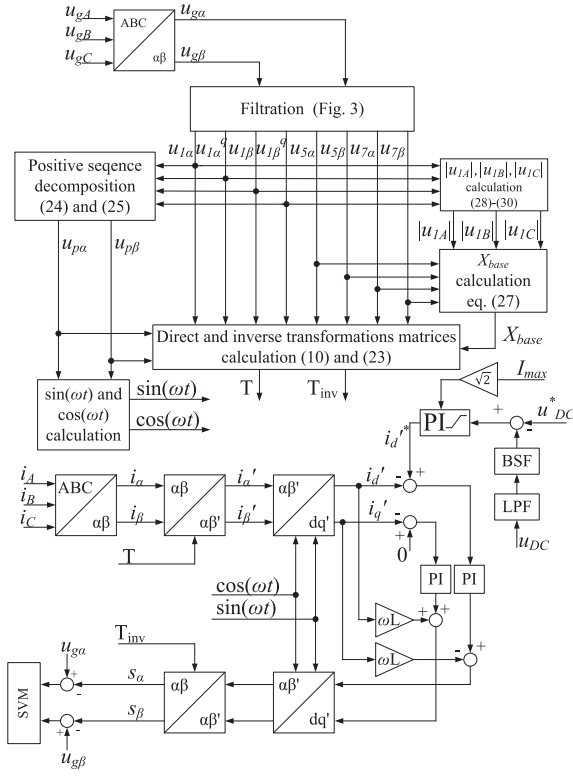 u_gA
u_gB
u_gC
ABC
αβ
u_gα
u_gβ
Filtration (Fig. 3)
u_1α u_1α^q u_1β u_1β^q u_5α u_5β u_7α u_7β
Positive seqence
decomposition
(24) and (25)
|u_1A|,|u_1B|,|u_1C|
calculation
(28)-(30)
u_pα
u_pβ
|u_1A| |u_1B| |u_1C|
X_base
calculation
eq. (27)
X_base
Direct and inverse transformations matrices
calculation (10) and (23)
T
T_inv
sin(ωt) and
cos(ωt)
calculation
sin(ωt)
cos(ωt)
√2
I_max
PI
+
-
u*_DC
i_d'*
BSF
LPF
u_DC
i_A
i_B
i_C
ABC
αβ
i_α
i_β
αβ
αβ'
i_α'
i_β'
αβ'
dq'
i_d'
i_q'
-
+
-
+
0
T
PI
PI
cos(ωt)
sin(ωt)
ωL
+
+
ωL
-
+
T_inv
u_gα
SVM
+
-
s_α
s_β
αβ
αβ'
αβ'
dq'
+
-
u_gβ